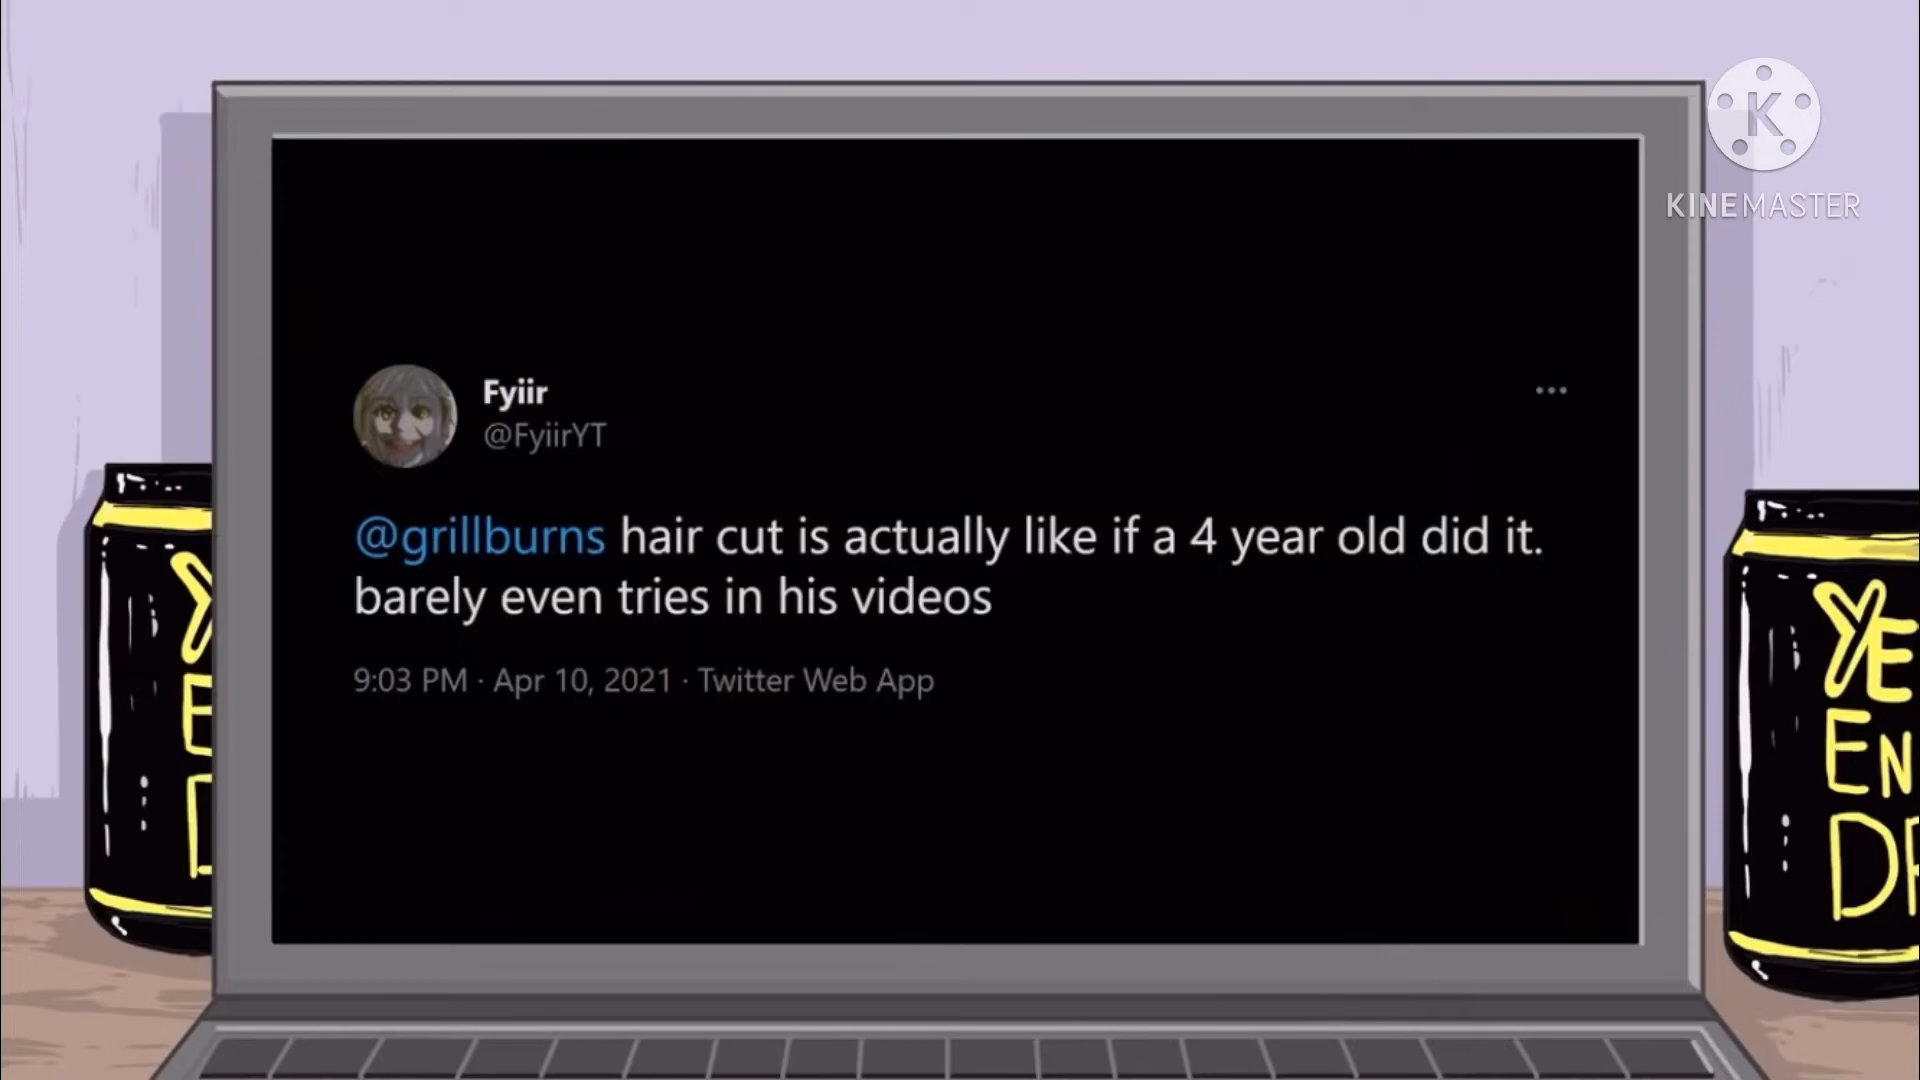 KINEMASTER
Fyiir
@FyiirYT
@grillburns hair cut is actually like if a 4 year old did it.
barely even tries in his videos
9:03 PM · Apr 10, 2021 · Twitter Web App